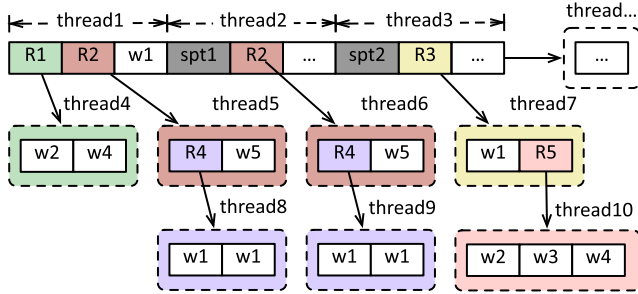 thread1 thread2 thread3 thread...
R1 R2 w1 spt1 R2 ... spt2 R3 ... ...
thread4 thread5 thread6 thread7
w2 w4 R4 w5 R4 w5 w1 R5
thread8 thread9 thread10
w1 w1 w1 w1 w2 w3 w4